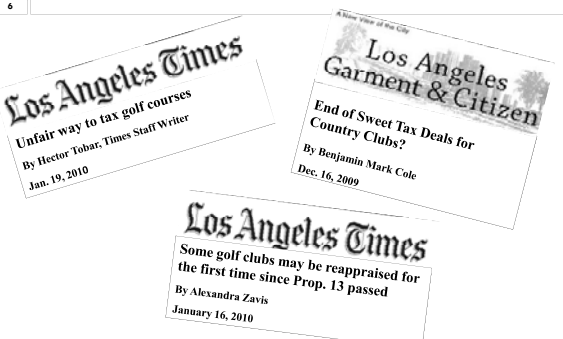 6
Los Angeles Times
Unfair way to tax golf courses
By Hector Tobar, Times Staff Writer
Jan. 19, 2010
A New View of the City
Los Angeles
Garment & Citizen
End of Sweet Tax Deals for
Country Clubs?
By Benjamin Mark Cole
Dec. 16, 2009
Los Angeles Times
Some golf clubs may be reappraised for
the first time since Prop. 13 passed
By Alexandra Zavis
January 16, 2010